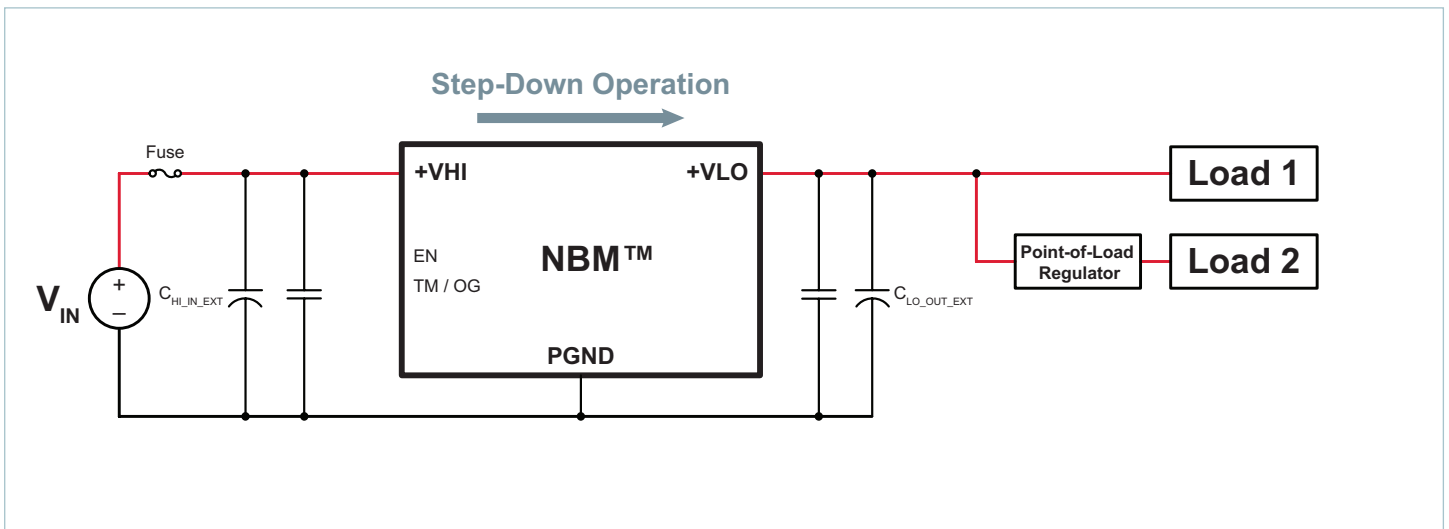 Step-Down Operation
Fuse
+VHI
+VLO
Load 1
EN
NBM™
TM / OG
Point-of-Load
Regulator
Load 2
+
V_IN
–
C_HI_IN_EXT
C_LO_OUT_EXT
PGND